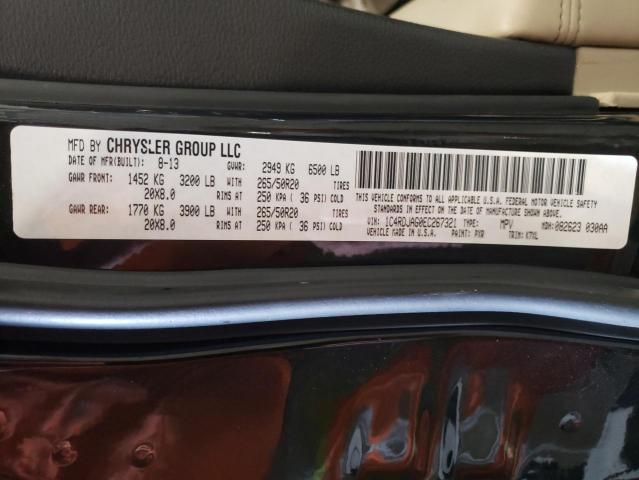 MFD BY CHRYSLER GROUP LLC
DATE OF MFR(BUILT): 8-13 GVWR: 2949 KG 6500 LB
GAWR FRONT: 1452 KG 3200 LB WITH 265/50R20 TIRES
20X8.0 RIMS AT 250 KPA ( 36 PSI) COLD
GAWR REAR: 1770 KG 3900 LB WITH 265/50R20 TIRES
20X8.0 RIMS AT 250 KPA ( 36 PSI) COLD
THIS VEHICLE CONFORMS TO ALL APPLICABLE U.S.A. FEDERAL MOTOR VEHICLE SAFETY
STANDARDS IN EFFECT ON THE DATE OF MANUFACTURE SHOWN ABOVE.
VIN: 1C4RDJAG0EC267321 TYPE: MPV MDH: 082623 030AA
VEHICLE MADE IN U.S.A. PAINT: PXR TRIM: K7XL